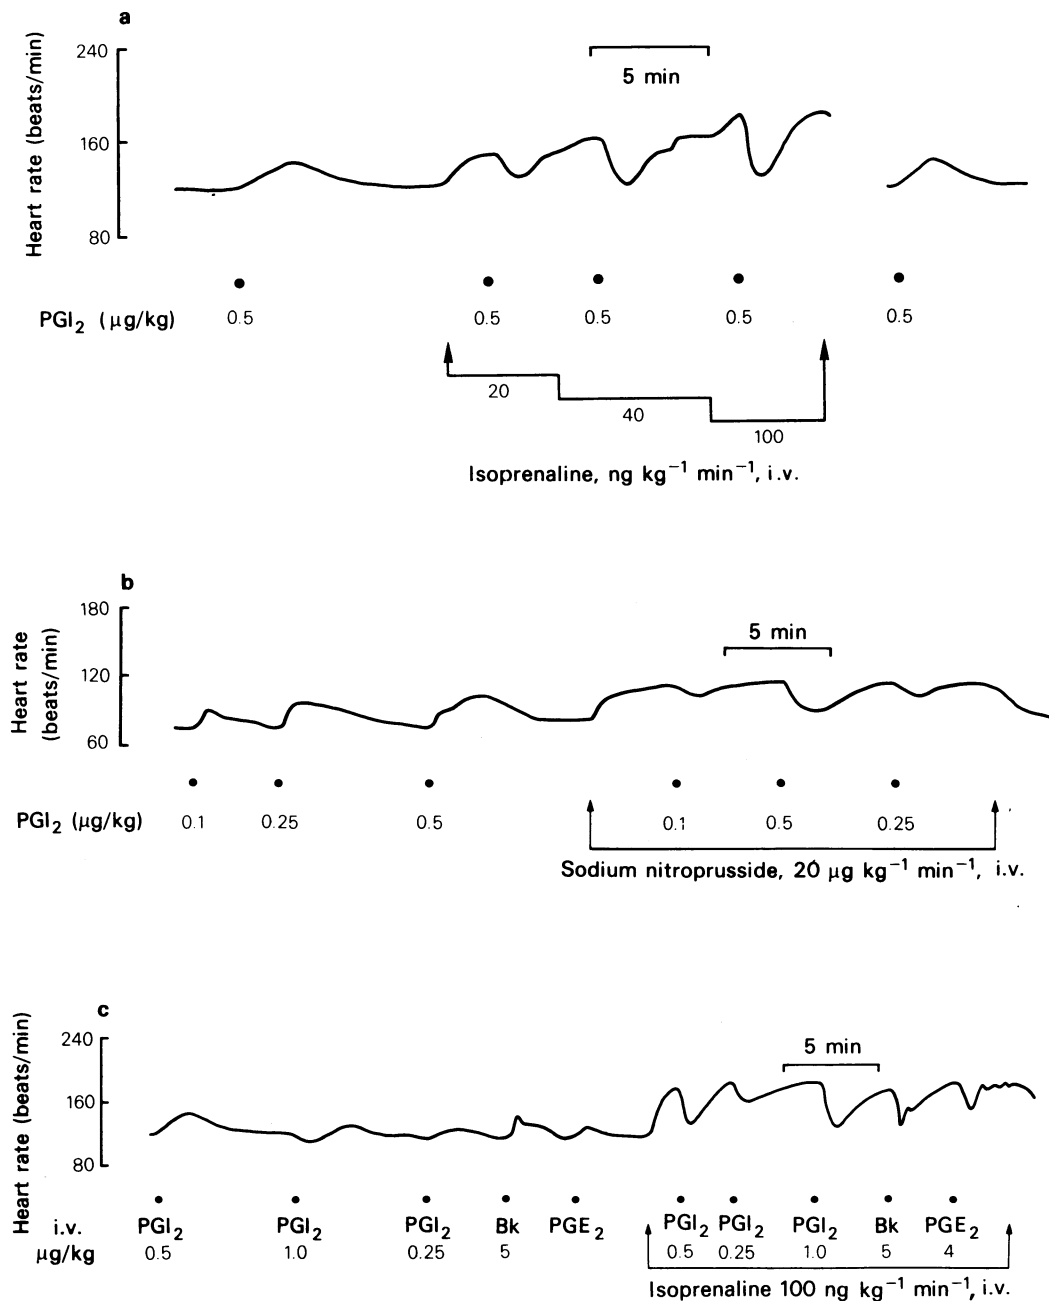 a
Heart rate (beats/min)
240
160
80
5 min
PGI₂ (μg/kg) 0.5 0.5 0.5 0.5 0.5
20
40
100
Isoprenaline, ng kg⁻¹ min⁻¹, i.v.
b
Heart rate
(beats/min)
180
120
60
5 min
PGI₂ (μg/kg) 0.1 0.25 0.5 0.1 0.5 0.25
Sodium nitroprusside, 20 μg kg⁻¹ min⁻¹, i.v.
c
Heart rate (beats/min)
240
160
80
5 min
i.v. PGI₂ PGI₂ PGI₂ Bk PGE₂ PGI₂ PGI₂ PGI₂ Bk PGE₂
μg/kg 0.5 1.0 0.25 5 0.5 0.25 1.0 5 4
Isoprenaline 100 ng kg⁻¹ min⁻¹, i.v.